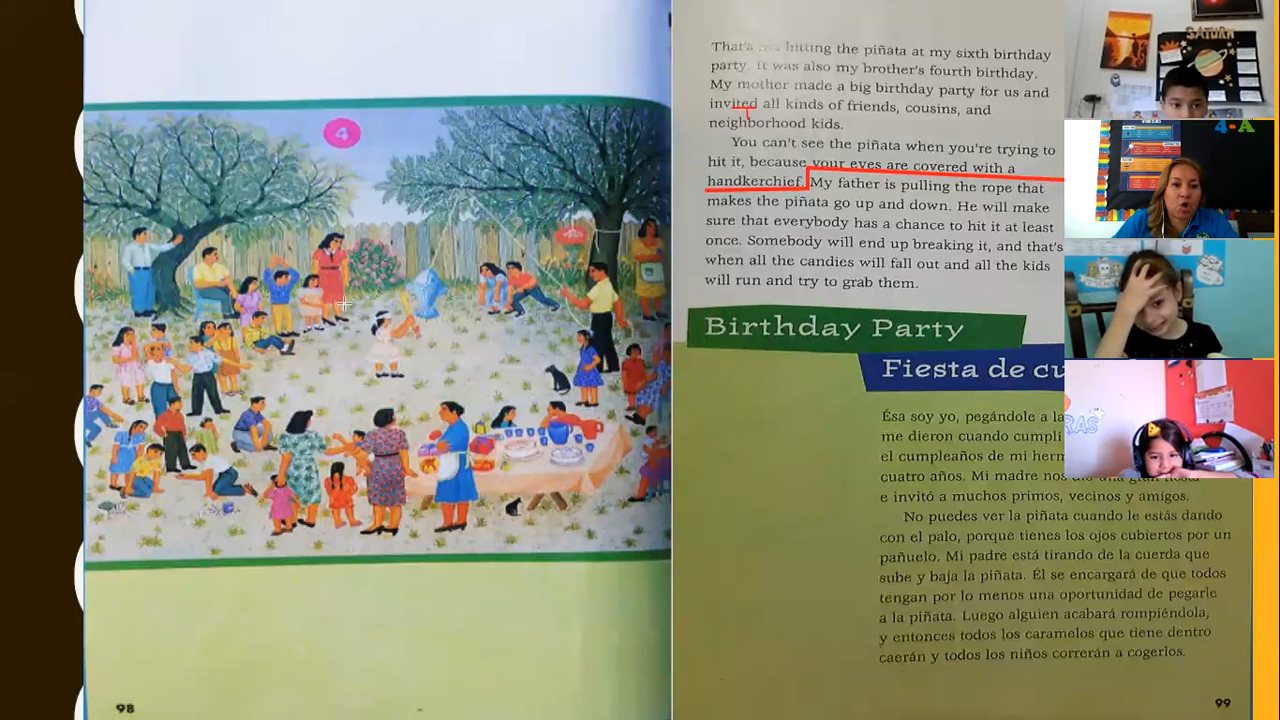 4
98
That's me hitting the piñata at my sixth birthday
party. It was also my brother's fourth birthday.
My mother made a big birthday party for us and
invited all kinds of friends, cousins, and
neighborhood kids.
You can't see the piñata when you're trying to
hit it, because your eyes are covered with a
handkerchief. My father is pulling the rope that
makes the piñata go up and down. He will make
sure that everybody has a chance to hit it at least
once. Somebody will end up breaking it, and that's
when all the candies will fall out and all the kids
will run and try to grab them.
Birthday Party
Fiesta de cu
Ésa soy yo, pegándole a la
me dieron cuando cumplí
el cumpleaños de mi herm
cuatro años. Mi madre nos dio una gran fiesta
e invitó a muchos primos, vecinos y amigos.
No puedes ver la piñata cuando le estás dando
con el palo, porque tienes los ojos cubiertos por un
pañuelo. Mi padre está tirando de la cuerda que
sube y baja la piñata. Él se encargará de que todos
tengan por lo menos una oportunidad de pegarle
a la piñata. Luego alguien acabará rompiéndola,
y entonces todos los caramelos que tiene dentro
caerán y todos los niños correrán a cogerlos.
99
SATURN
4-A
RAS